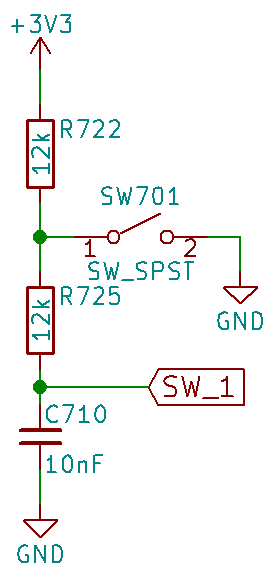 +3V3
R722
12k
SW701
1
2
SW_SPST
R725
12k
GND
SW_1
C710
10nF
GND